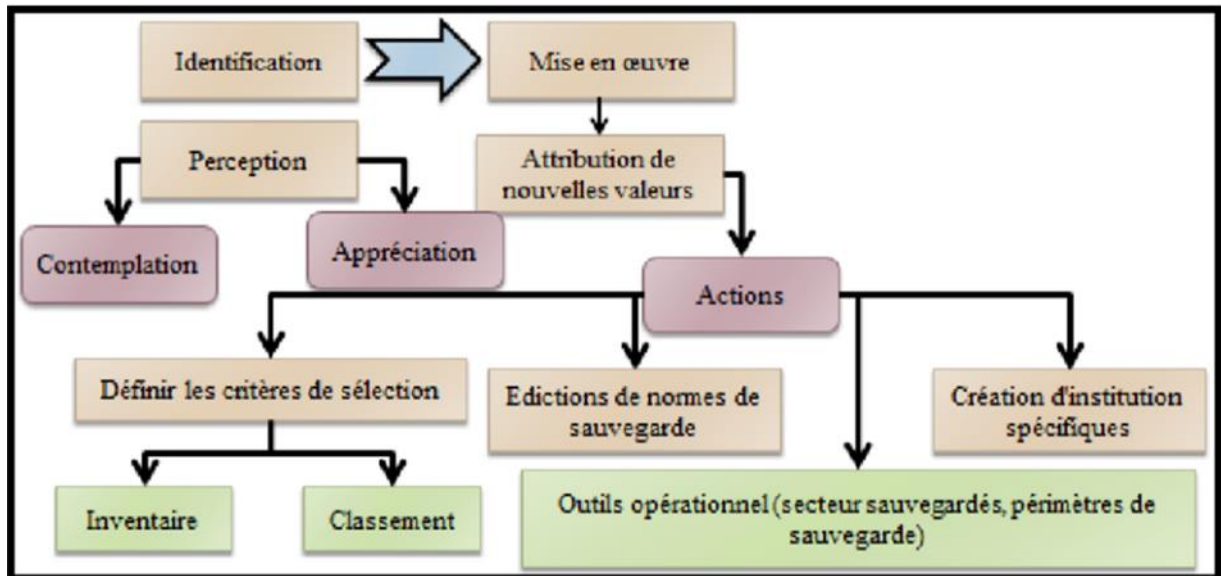 Identification
Mise en œuvre
Perception
Attribution de
nouvelles valeurs
Contemplation
Appréciation
Actions
Définir les critères de sélection
Edictions de normes de
sauvegarde
Création d'institution
spécifiques
Inventaire
Classement
Outils opérationnel (secteur sauvegardés, périmètres de
sauvegarde)